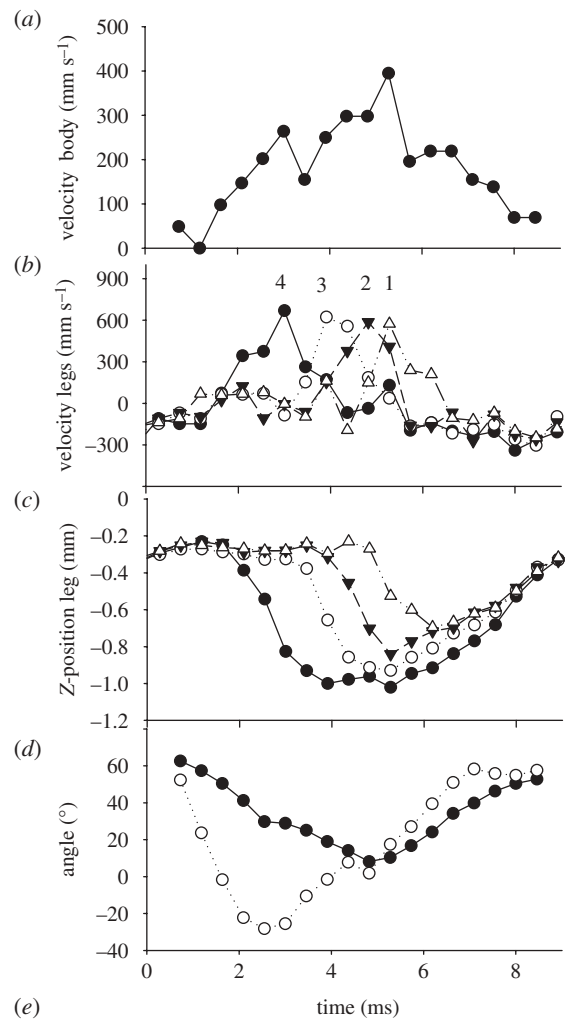 (a)
500
400
300
200
100
0
velocity body (mm s⁻¹)
(b)
900
600
300
0
−300
velocity legs (mm s⁻¹)
4 3 2 1
(c)
0
−0.2
−0.4
−0.6
−0.8
−1.0
−1.2
Z-position leg (mm)
(d)
60
40
20
0
−20
−40
angle (°)
0 2 4 6 8
(e)
time (ms)